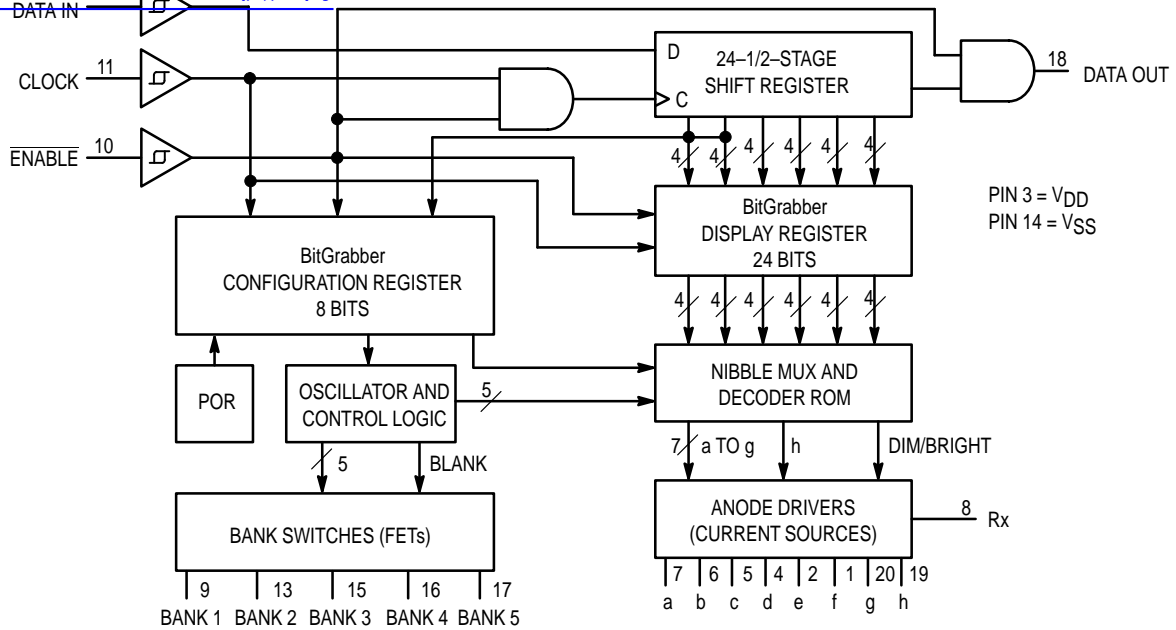 DATA IN
11
CLOCK
10
ENABLE
D
C
24–1/2–STAGE
SHIFT REGISTER
18
DATA OUT
4 4 4 4 4 4
PIN 3 = VDD
PIN 14 = VSS
BitGrabber
DISPLAY REGISTER
24 BITS
BitGrabber
CONFIGURATION REGISTER
8 BITS
4 4 4 4 4 4
POR
OSCILLATOR AND
CONTROL LOGIC
5
NIBBLE MUX AND
DECODER ROM
5
BLANK
7 a TO g
h
DIM/BRIGHT
BANK SWITCHES (FETs)
ANODE DRIVERS
(CURRENT SOURCES)
8
Rx
9 13 15 16 17
BANK 1 BANK 2 BANK 3 BANK 4 BANK 5
7 6 5 4 2 1 20 19
a b c d e f g h